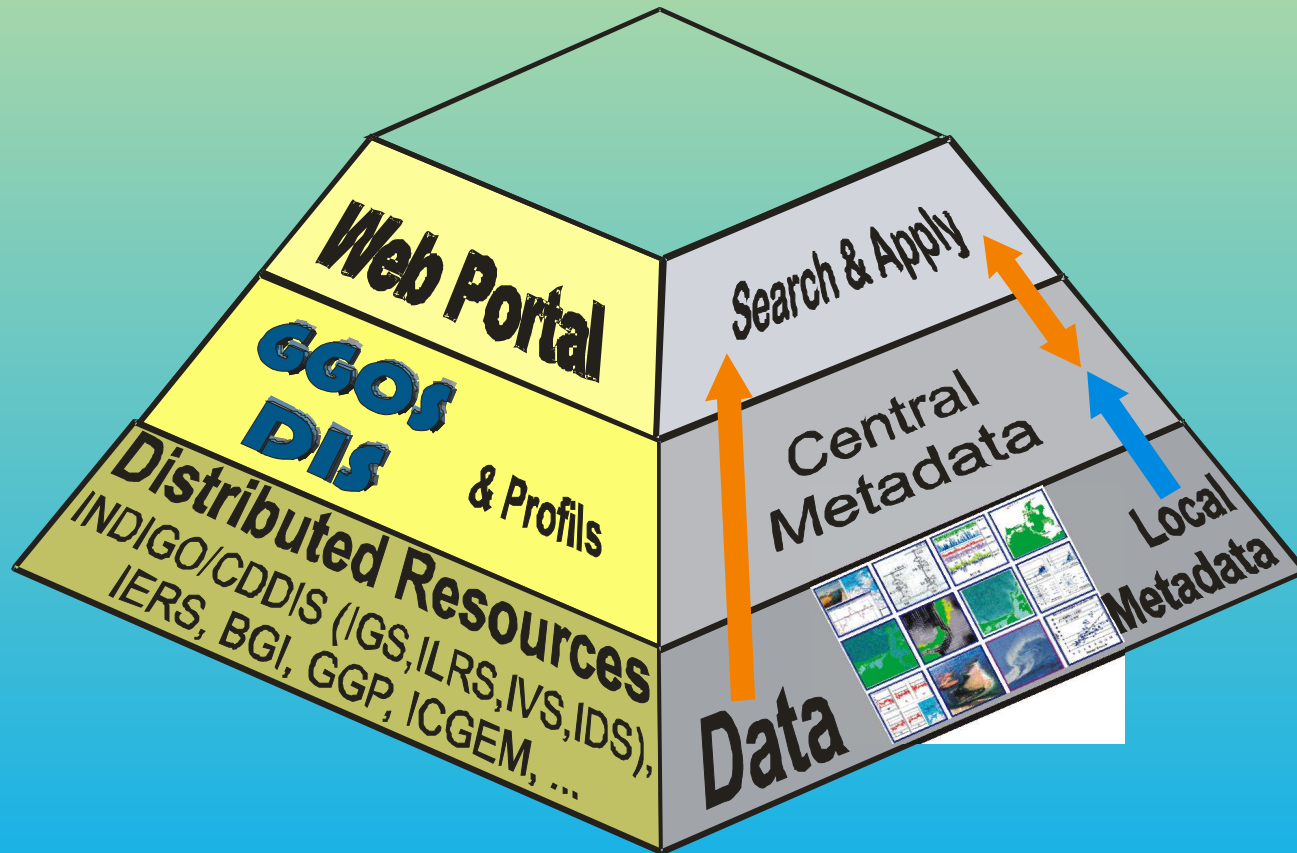 Web Portal
GGOS
DIS
& Profils
Distributed Resources
INDIGO/CDDIS (IGS,ILRS,IVS,IDS),
IERS, BGI, GGP, ICGEM, ...
Search & Apply
Central
Metadata
Local
Metadata
Data